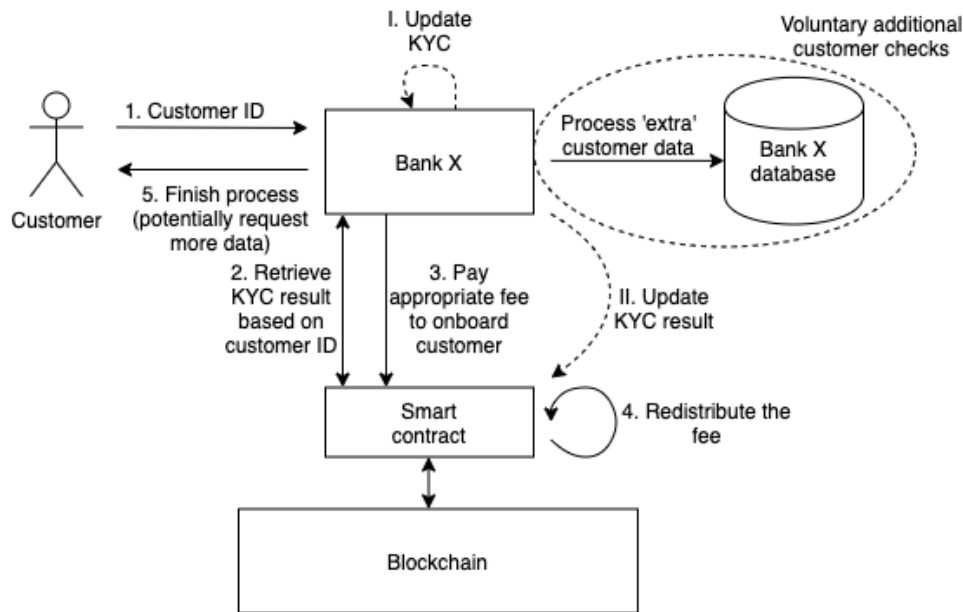 I. Update
KYC
Voluntary additional
customer checks
1. Customer ID
Bank X
Process 'extra'
customer data
Bank X
database
Customer
5. Finish process
(potentially request
more data)
2. Retrieve
KYC result
based on
customer ID
3. Pay
appropriate fee
to onboard
customer
II. Update
KYC result
Smart
contract
4. Redistribute the
fee
Blockchain